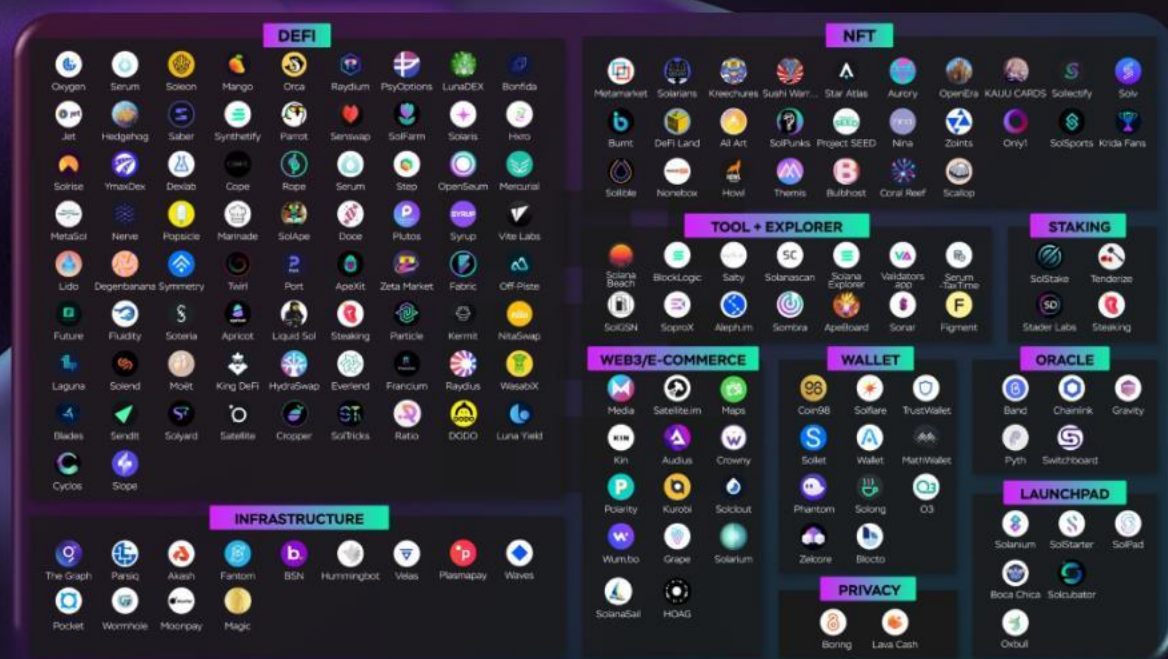 DEFI
Oxygen Serum Soleon Mango Orca Raydium PsyOptions LunaDEX Bonfida
Jet Hedgehog Saber Synthetify Parrot Senswap SolFarm Solaris Hxro
Solrise YmaxDex Dexlab Cope Rope Serum Step OpenSeum Mercurial
MetaSol Nerve Popsicle Marinade SolApe Doce Plutos Syrup Vite Labs
Lido Degenbanana Symmetry Twirl Port ApeXit Zeta Market Fabric Off-Piste
Future Fluidity Soteria Apricot Liquid Sol Steaking Particle Kermit NitaSwap
Laguna Solend Moët King DeFi HydraSwap Everlend Francium Raydius WasabiX
Blades SendIt Solyard Satellite Cropper SolTricks Ratio DODO Luna Yield
Cyclos Slope
INFRASTRUCTURE
The Graph Parsiq Akash Fantom BSN Hummingbot Velas Plasmapay Waves
Pocket Wormhole Moonpay Magic
NFT
Metamarket Solarians Kreechures Sushi Warr... Star Atlas Aurory OpenEra KAIJU CARDS Sollectify Solv
Burnt DeFi Land All Art SolPunks Project SEED Nina Zoints Only1 SolSports Krida Fans
Sollible Nonebox Howl Themis Bulbhost Coral Reef Scallop
TOOL + EXPLORER
Solana Beach BlockLogic Salty Solanascan Solana Explorer Validators .app Serum -TaxTime
SolGSN SoproX Aleph.im Sombra ApeBoard Sonar Figment
STAKING
SolStake Tenderize
Stader Labs Steaking
WEB3/E-COMMERCE
Media Satellite.im Maps
Kin Audius Crowny
Polarity Kurobi Solclout
Wum.bo Grape Solarium
SolanaSail HOAG
WALLET
Coin98 Solflare TrustWallet
Sollet Wallet MathWallet
Phantom Solong O3
Zelcore Blocto
PRIVACY
Boring Lava Cash
ORACLE
Band Chainlink Gravity
Pyth Switchboard
LAUNCHPAD
Solanium SolStarter SolPad
Boca Chica Solcubator
Oxbull